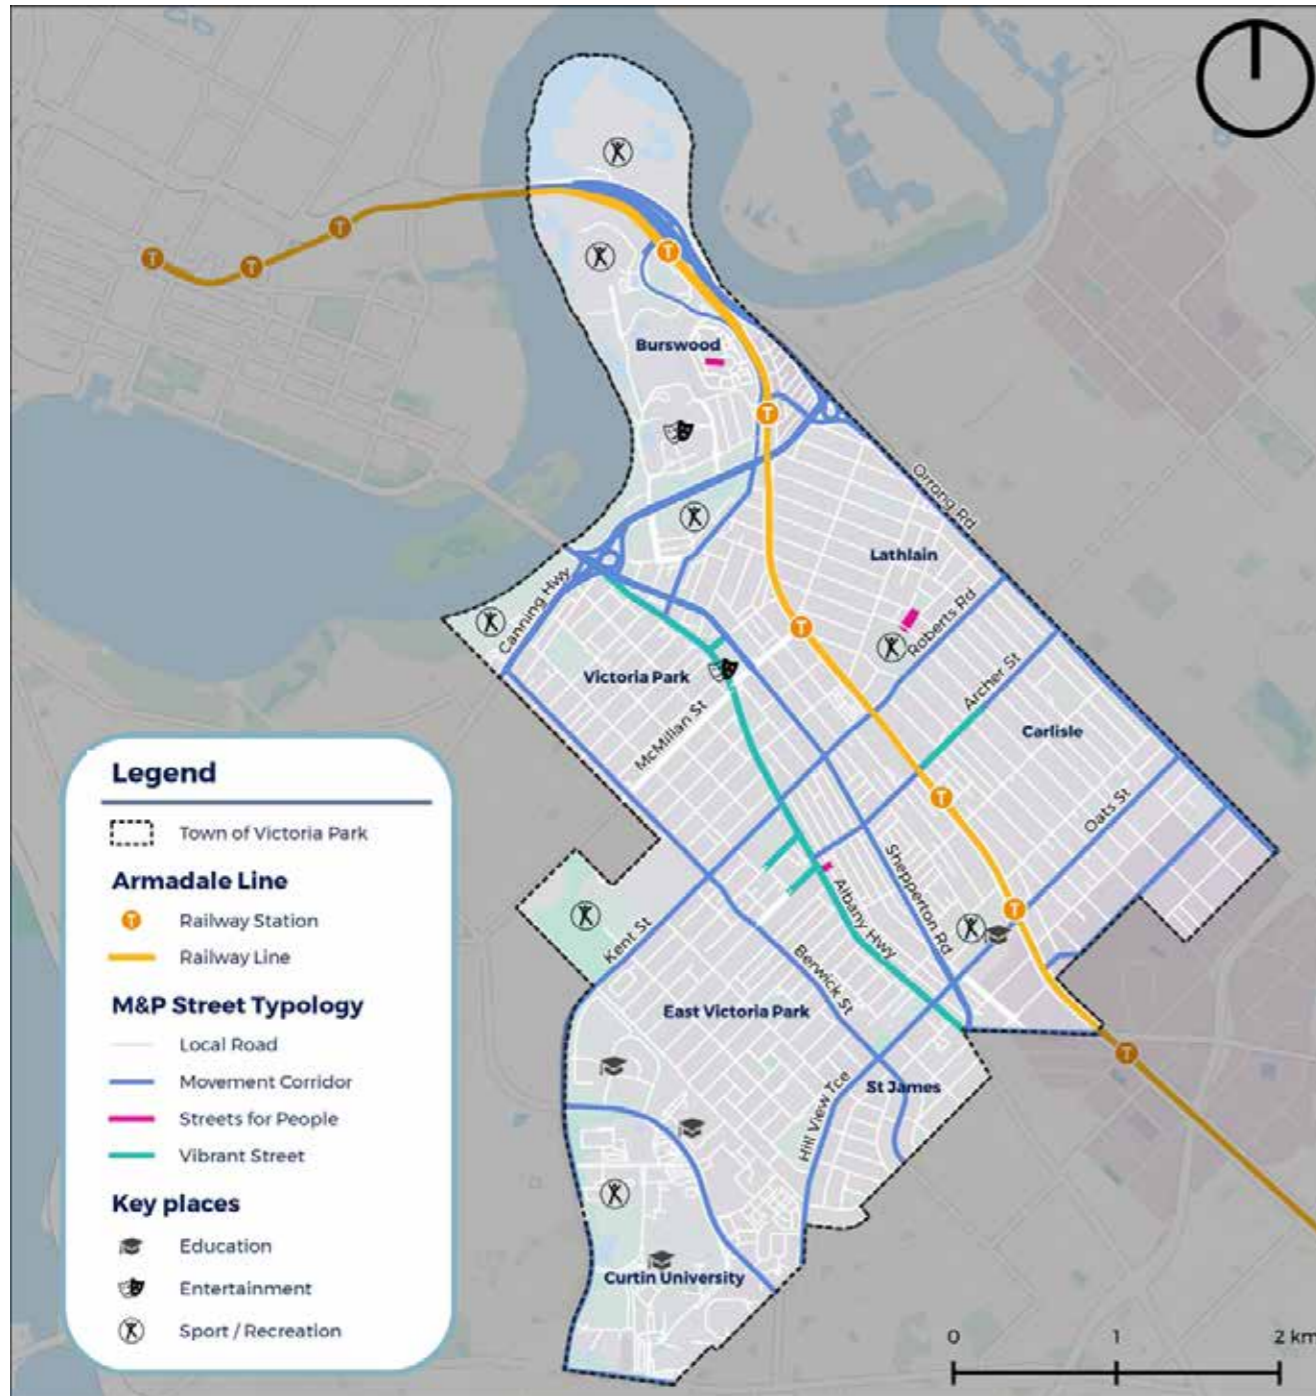 T
T
T
T
Burswood
T
Orrong Rd
Lathlain
Canning Hwy
Roberts Rd
T
Victoria Park
Archer St
McMillan St
Carlisle
T
Oats St
Shepperton Rd
Albany Hwy
T
Kent St
Berwick St
East Victoria Park
T
Hill View Tce
St James
Curtin University
Legend
Town of Victoria Park
Armadale Line
T Railway Station
Railway Line
M&P Street Typology
Local Road
Movement Corridor
Streets for People
Vibrant Street
Key places
Education
Entertainment
Sport / Recreation
0 1 2 km